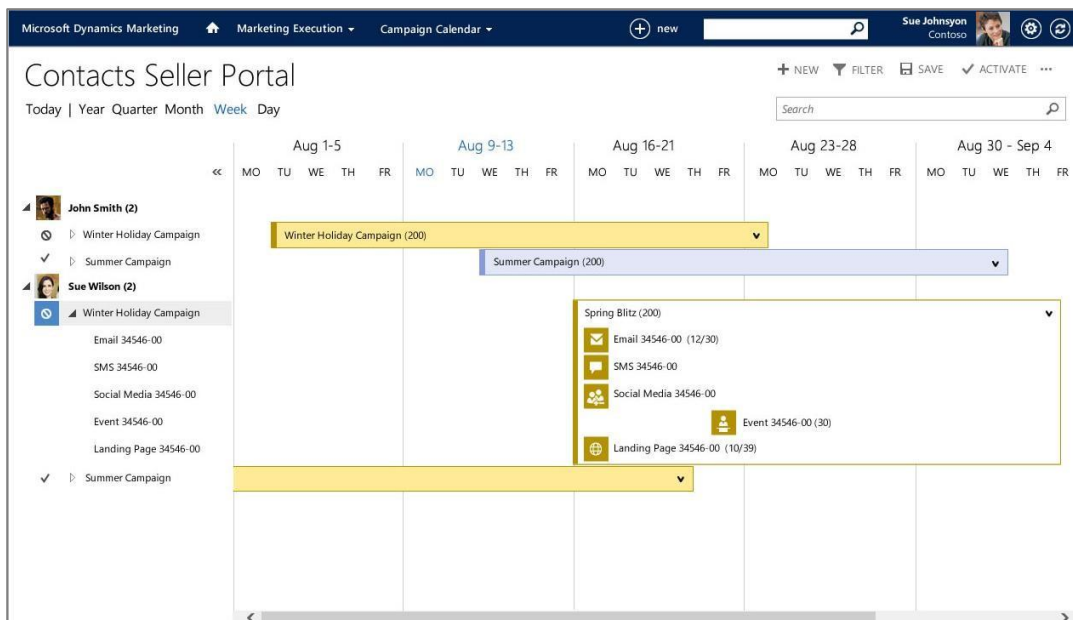 Microsoft Dynamics Marketing Marketing Execution Campaign Calendar new Sue Johnsyon
Contoso
Contacts Seller Portal
NEW FILTER SAVE ACTIVATE ...
Today | Year Quarter Month Week Day
Search
Aug 1-5 Aug 9-13 Aug 16-21 Aug 23-28 Aug 30 - Sep 4
« MO TU WE TH FR MO TU WE TH FR MO TU WE TH FR MO TU WE TH FR MO TU WE TH FR
John Smith (2)
Winter Holiday Campaign Winter Holiday Campaign (200)
Summer Campaign Summer Campaign (200)
Sue Wilson (2)
Winter Holiday Campaign Spring Blitz (200)
Email 34546-00 Email 34546-00 (12/30)
SMS 34546-00 SMS 34546-00
Social Media 34546-00 Social Media 34546-00
Event 34546-00 Event 34546-00 (30)
Landing Page 34546-00 Landing Page 34546-00 (10/39)
Summer Campaign